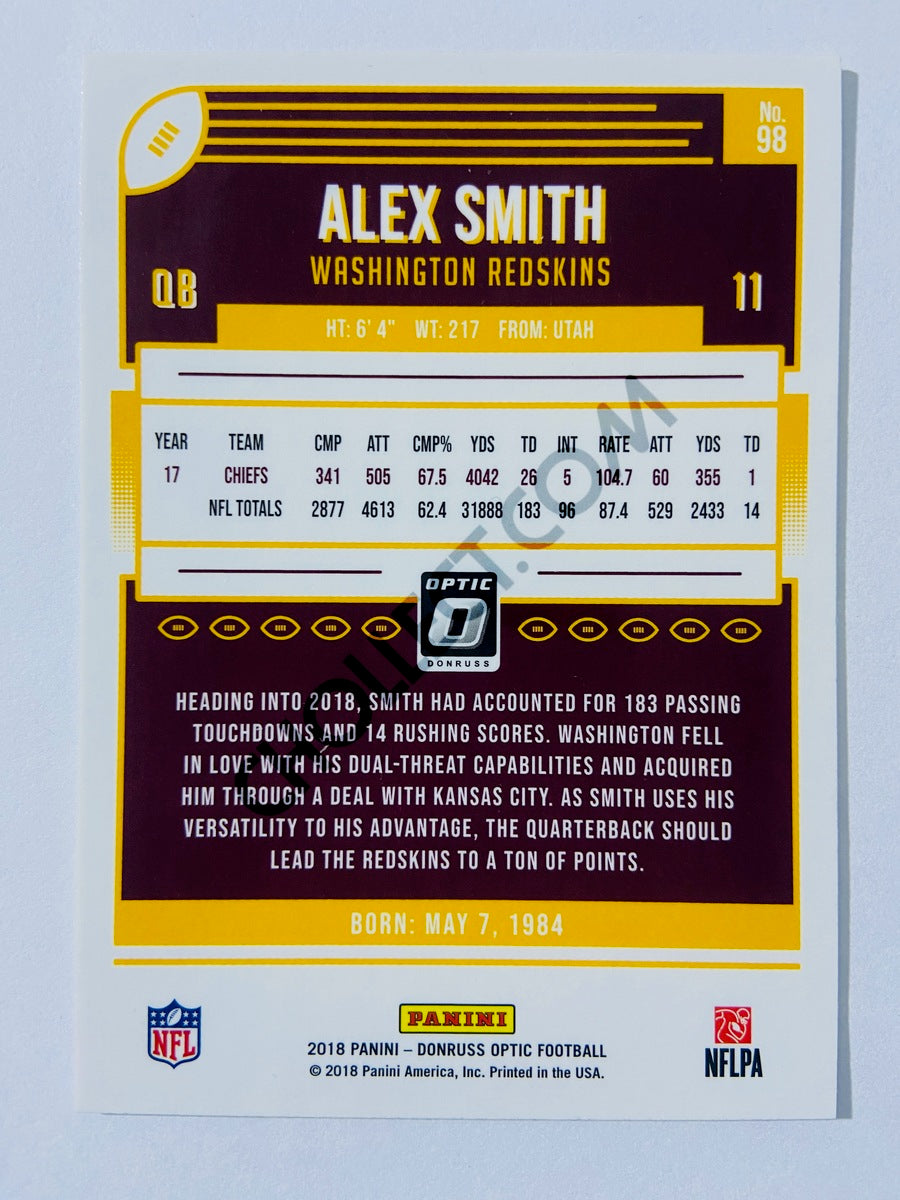 No.
98
ALEX SMITH
WASHINGTON REDSKINS
QB
11
HT: 6' 4" WT: 217 FROM: UTAH
YEAR TEAM CMP ATT CMP% YDS TD INT RATE ATT YDS TD
17 CHIEFS 341 505 67.5 4042 26 5 104.7 60 355 1
NFL TOTALS 2877 4613 62.4 31888 183 96 87.4 529 2433 14
OPTIC
D
DONRUSS
HEADING INTO 2018, SMITH HAD ACCOUNTED FOR 183 PASSING
TOUCHDOWNS AND 14 RUSHING SCORES. WASHINGTON FELL
IN LOVE WITH HIS DUAL-THREAT CAPABILITIES AND ACQUIRED
HIM THROUGH A DEAL WITH KANSAS CITY. AS SMITH USES HIS
VERSATILITY TO HIS ADVANTAGE, THE QUARTERBACK SHOULD
LEAD THE REDSKINS TO A TON OF POINTS.
BORN: MAY 7, 1984
NFL
PANINI
NFLPA
2018 PANINI – DONRUSS OPTIC FOOTBALL
© 2018 Panini America, Inc. Printed in the USA.